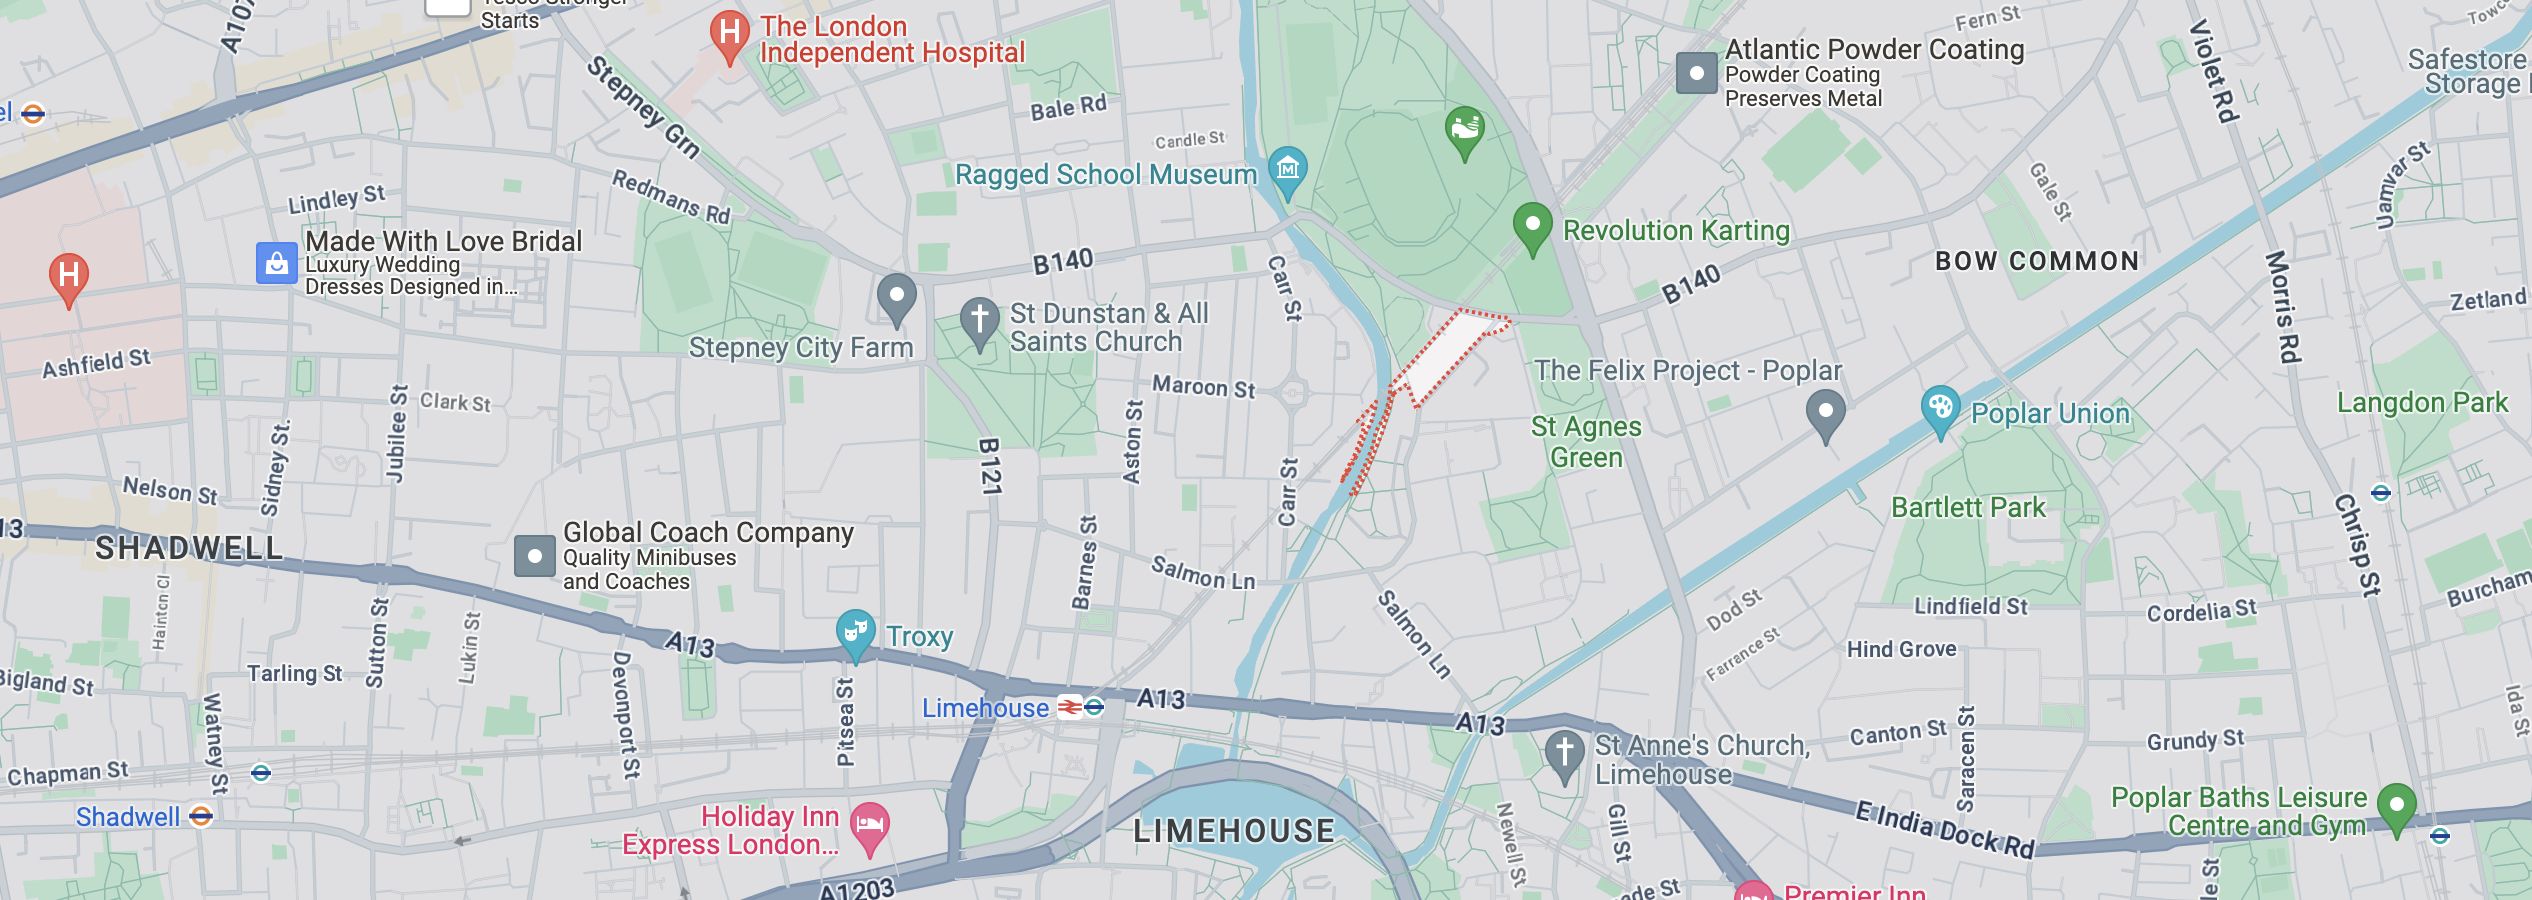 Starts
A107
The London
Independent Hospital
Stepney Grn
Bale Rd
Candle St
Atlantic Powder Coating
Powder Coating
Preserves Metal
Fern St
Violet Rd
Safestore
Storage
Ragged School Museum
Lindley St
Redmans Rd
Made With Love Bridal
Luxury Wedding
Dresses Designed in...
H
H
B140
Carr St
Revolution Karting
B140
BOW COMMON
Gale St
Uamvar St
Morris Rd
Zetland
St Dunstan & All
Saints Church
Stepney City Farm
Ashfield St
Clark St
Jubilee St
Sidney St.
Maroon St
Aston St
B121
The Felix Project - Poplar
St Agnes
Green
Poplar Union
Langdon Park
Bartlett Park
Nelson St
13
SHADWELL
Global Coach Company
Quality Minibuses
and Coaches
Carr St
Barnes St
Salmon Ln
Salmon Ln
Chrisp St
Dod St
Farrance St
Lindfield St
Cordelia St
Burcham
Hind Grove
Hainton Cl
Sutton St
Lukin St
A13
Troxy
Tarling St
Bigland St
Devonport St
Pitsea St
Watney St
Limehouse
A13
A13
St Anne's Church,
Limehouse
Canton St
Saracen St
Grundy St
Ida St
Chapman St
Shadwell
Holiday Inn
Express London...
LIMEHOUSE
Newell St
Gill St
E India Dock Rd
Poplar Baths Leisure
Centre and Gym
A1203
ade St
Premier Inn
le St